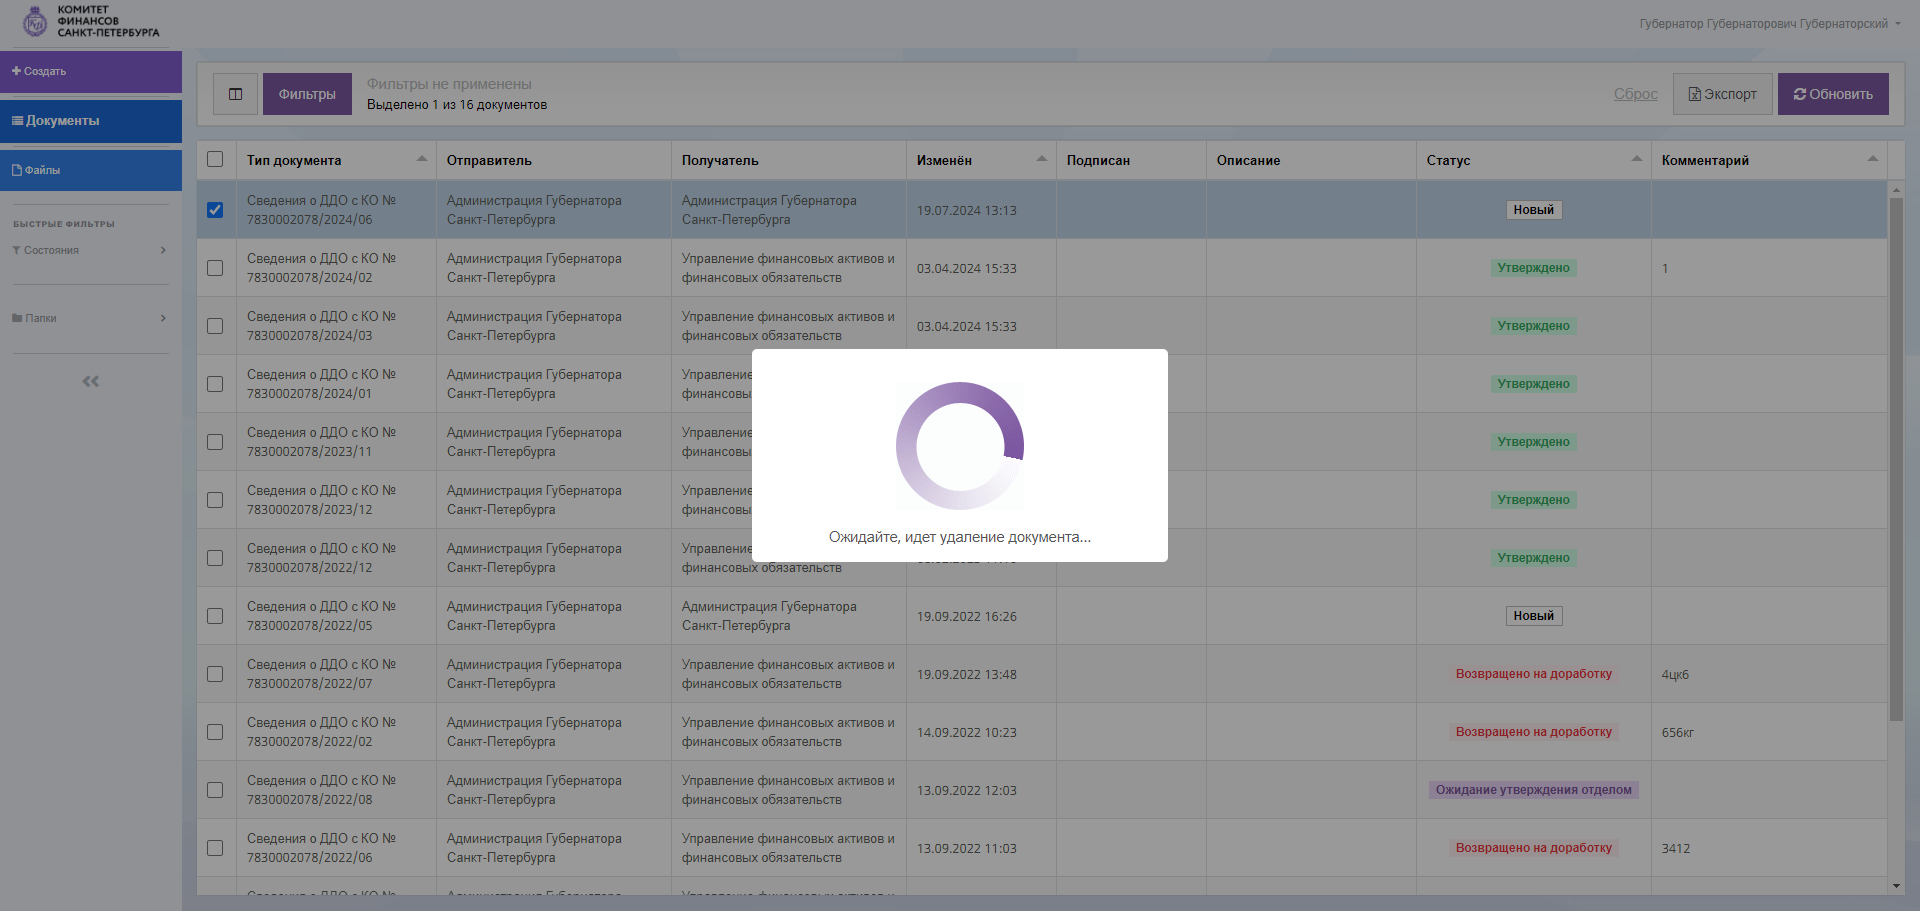 КОМИТЕТ
ФИНАНСОВ
САНКТ-ПЕТЕРБУРГА
Губернатор Губернаторович Губернаторский
Создать
Документы
Файлы
БЫСТРЫЕ ФИЛЬТРЫ
Состояния
Папки
Фильтры
Фильтры не применены
Выделено 1 из 16 документов
Сброс
Экспорт
Обновить
Тип документа Отправитель Получатель Изменён Подписан Описание Статус Комментарий
Сведения о ДДО с КО № Администрация Губернатора Администрация Губернатора
7830002078/2024/06 Санкт-Петербурга Санкт-Петербурга 19.07.2024 13:13 Новый
Сведения о ДДО с КО № Администрация Губернатора Управление финансовых активов и
7830002078/2024/02 Санкт-Петербурга финансовых обязательств 03.04.2024 15:33 Утверждено 1
Сведения о ДДО с КО № Администрация Губернатора Управление финансовых активов и
7830002078/2024/03 Санкт-Петербурга финансовых обязательств 03.04.2024 15:33 Утверждено
Сведения о ДДО с КО № Администрация Губернатора Управление
7830002078/2024/01 Санкт-Петербурга Утверждено
Сведения о ДДО с КО № Администрация Губернатора Управление
7830002078/2023/11 Санкт-Петербурга Утверждено
Сведения о ДДО с КО № Администрация Губернатора Управление
7830002078/2023/12 Санкт-Петербурга Утверждено
Сведения о ДДО с КО № Администрация Губернатора Управление
7830002078/2022/12 Санкт-Петербурга финансовых обязательств Утверждено
Ожидайте, идет удаление документа...
Сведения о ДДО с КО № Администрация Губернатора Администрация Губернатора
7830002078/2022/05 Санкт-Петербурга Санкт-Петербурга 19.09.2022 16:26 Новый
Сведения о ДДО с КО № Администрация Губернатора Управление финансовых активов и
7830002078/2022/07 Санкт-Петербурга финансовых обязательств 19.09.2022 13:48 Возвращено на доработку 4цк6
Сведения о ДДО с КО № Администрация Губернатора Управление финансовых активов и
7830002078/2022/02 Санкт-Петербурга финансовых обязательств 14.09.2022 10:23 Возвращено на доработку 656кг
Сведения о ДДО с КО № Администрация Губернатора Управление финансовых активов и
7830002078/2022/08 Санкт-Петербурга финансовых обязательств 13.09.2022 12:03 Ожидание утверждения отделом
Сведения о ДДО с КО № Администрация Губернатора Управление финансовых активов и
7830002078/2022/06 Санкт-Петербурга финансовых обязательств 13.09.2022 11:03 Возвращено на доработку 3412